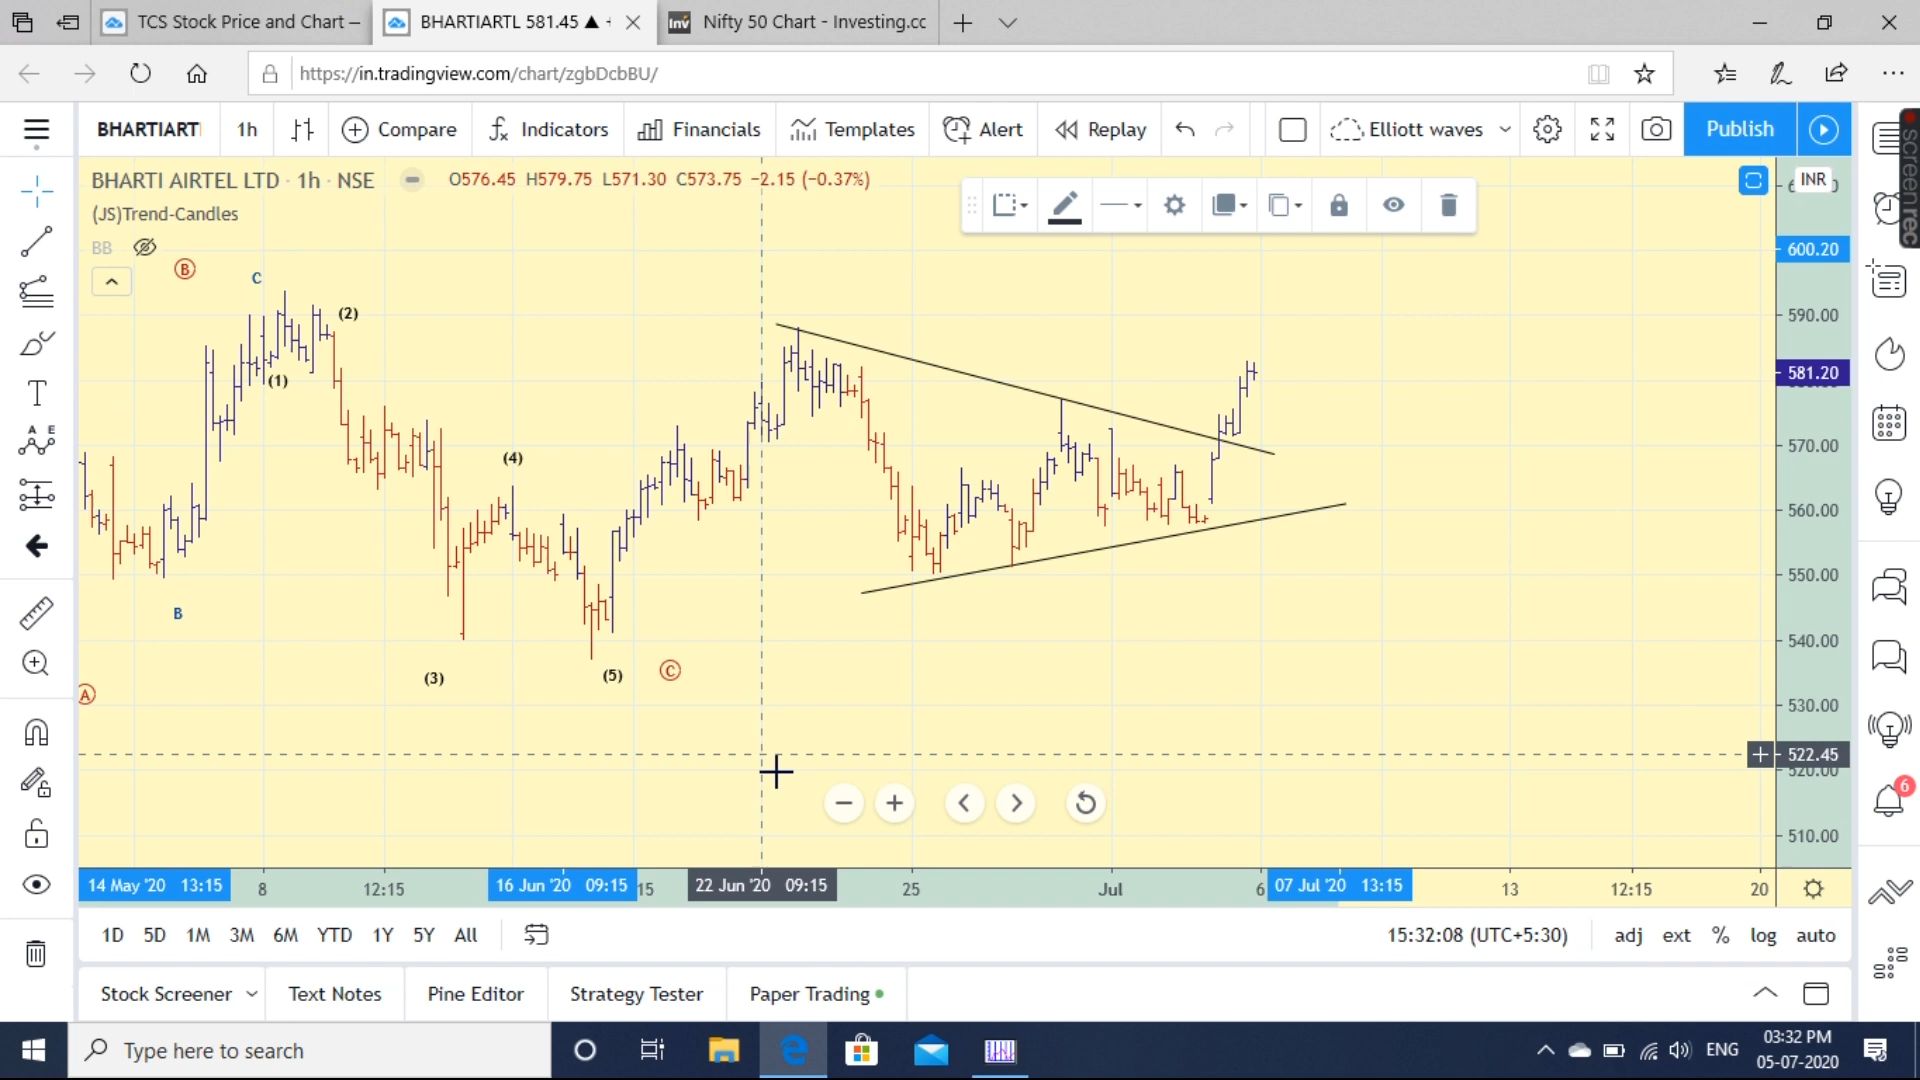 TCS Stock Price and Chart —
BHARTIARTL 581.45 ▲
Inv Nifty 50 Chart - Investing.cc
https://in.tradingview.com/chart/zgbDcbBU/
BHARTIARTI 1h Compare fx Indicators Financials Templates Alert Replay Elliott waves Publish
screenrec
BHARTI AIRTEL LTD · 1h · NSE O576.45 H579.75 L571.30 C573.75 −2.15 (−0.37%)
INR
(JS)Trend-Candles
BB
B
C
600.20
(2)
590.00
(1)
581.20
T
A E
(4)
570.00
560.00
550.00
B
540.00
(3)
(5)
C
A
530.00
522.45
520.00
6
510.00
14 May '20 13:15 8 12:15 16 Jun '20 09:15 15 22 Jun '20 09:15 25 Jul 6 07 Jul '20 13:15 13 12:15 20
1D 5D 1M 3M 6M YTD 1Y 5Y All 15:32:08 (UTC+5:30) adj ext % log auto
Stock Screener Text Notes Pine Editor Strategy Tester Paper Trading
Type here to search
ENG
03:32 PM
05-07-2020